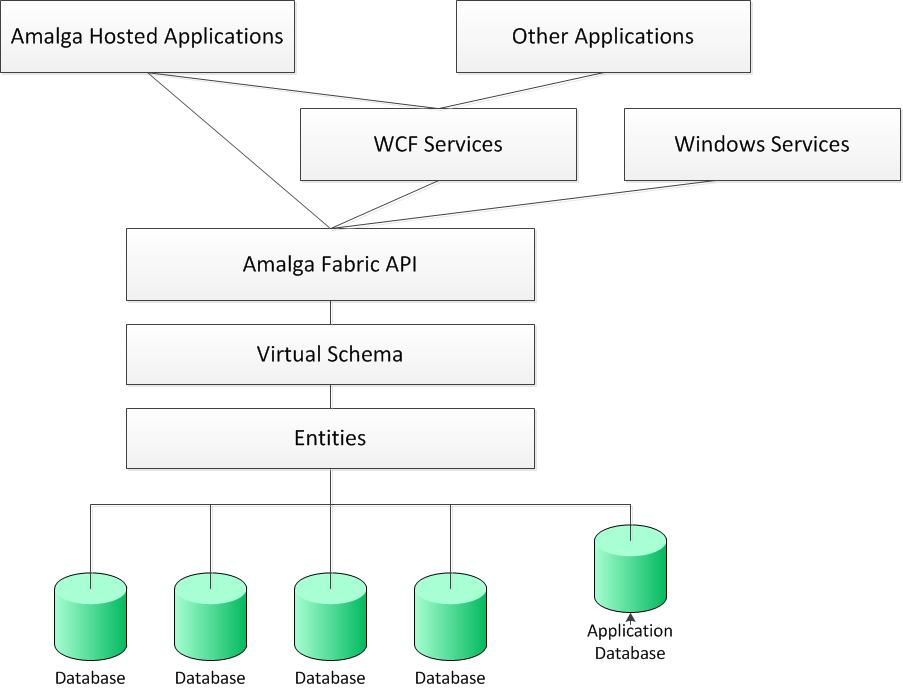 Amalga Hosted Applications
Other Applications
WCF Services
Windows Services
Amalga Fabric API
Virtual Schema
Entities
Application
Database
Database
Database
Database
Database